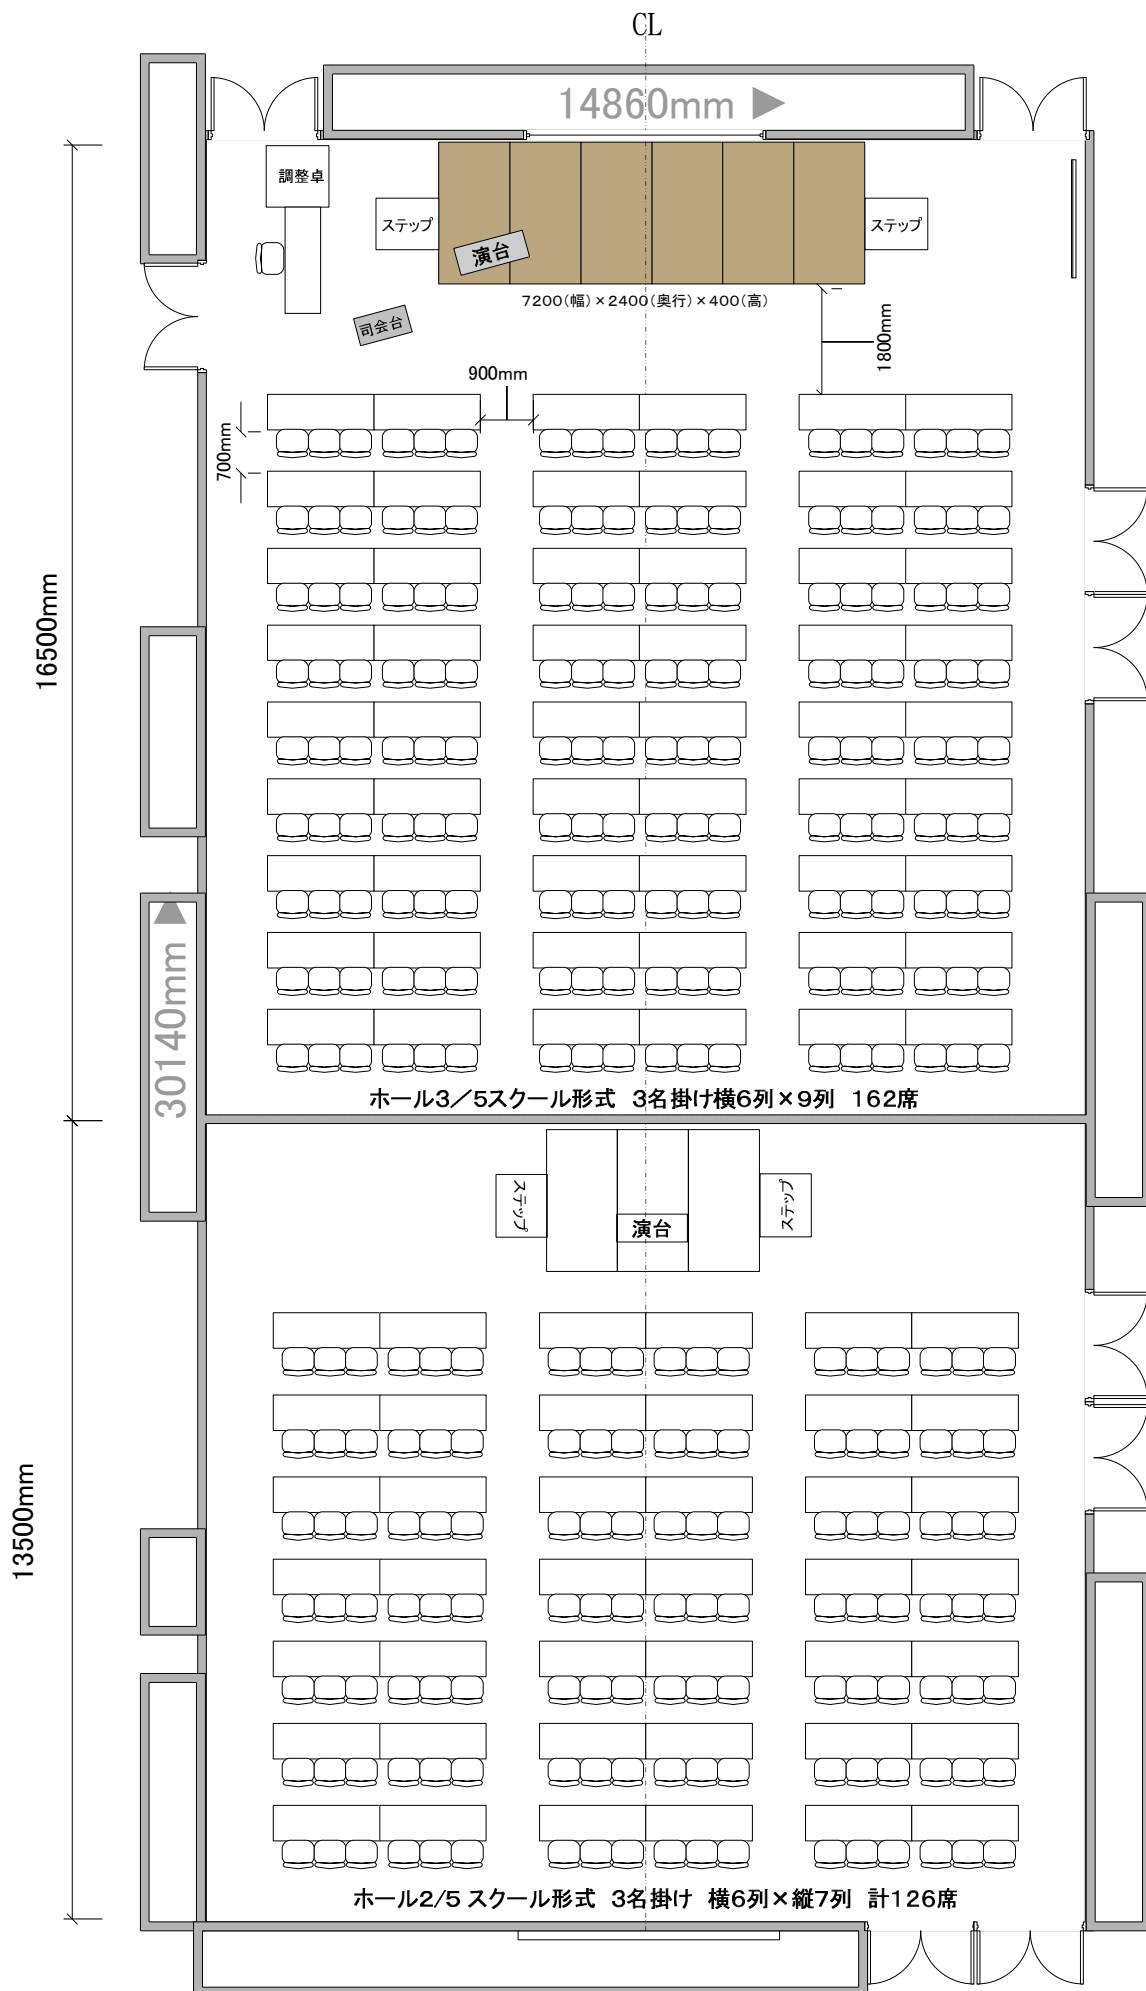 CL
14860mm ▶
調整卓
ステップ
ステップ
演台
7200(幅)×2400(奥行)×400(高)
司会台
1800mm
900mm
700mm
16500mm
30140mm ▶
ホール3/5スクール形式 3名掛け横6列×9列 162席
ステップ
ステップ
演台
13500mm
ホール2/5 スクール形式 3名掛け 横6列×縦7列 計126席